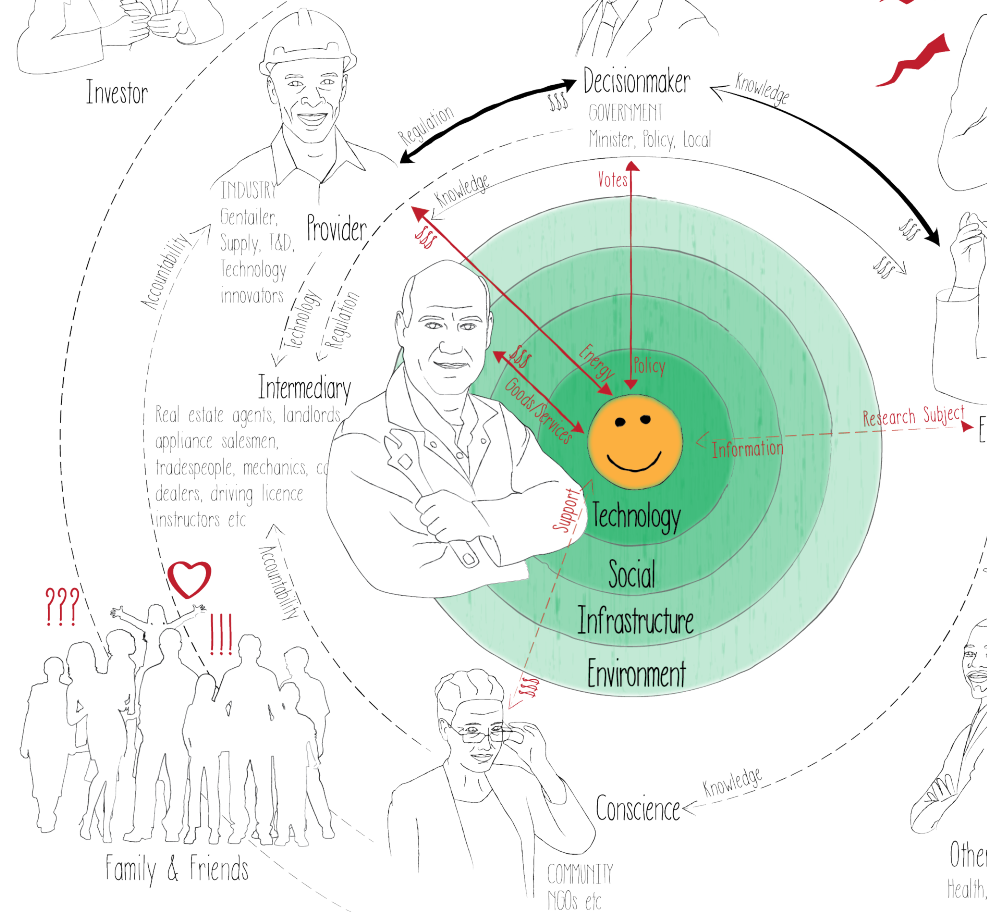 Investor
Decisionmaker
GOVERNMENT
Minister, Policy, Local
Knowledge
$$$
Regulation
$$$
Votes
Knowledge
$$$
$$$
INDUSTRY
Gentailer,
Supply, T&D,
Technology
innovators
Provider
Accountability
Technology
Regulation
Intermediary
Real estate agents, landlords,
appliance salesmen,
tradespeople, mechanics,
dealers, driving licence
instructors etc
$$$
Goods/Services
Energy
Policy
Research Subject
Information
Support
$$$
Technology
Social
Infrastructure
Environment
Accountability
???
!!!
Family & Friends
Conscience
Knowledge
COMMUNITY
NGOs etc
Other
Health,